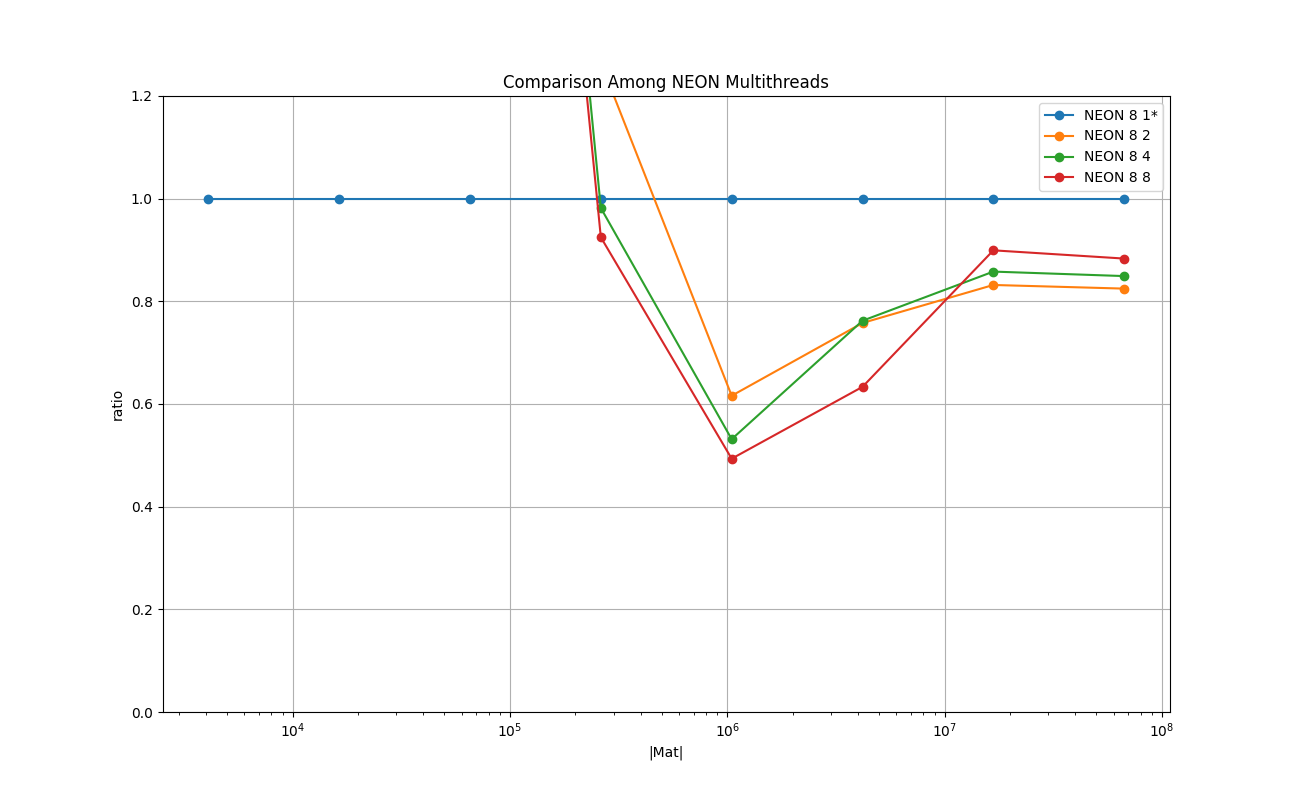 Comparison Among NEON Multithreads
1.2
1.0
0.8
0.6
0.4
0.2
0.0
ratio
NEON 8 1*
NEON 8 2
NEON 8 4
NEON 8 8
10⁴
10⁵
10⁶
10⁷
10⁸
|Mat|